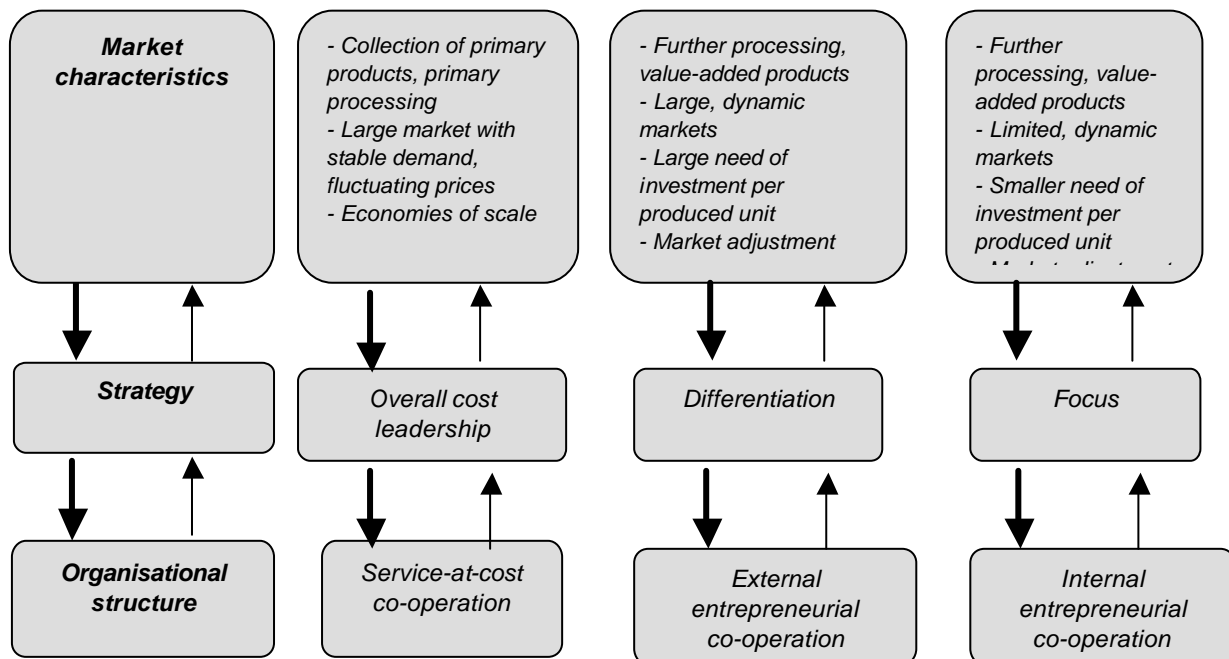 Market
characteristics
- Collection of primary
products, primary
processing
- Large market with
stable demand,
fluctuating prices
- Economies of scale
- Further processing,
value-added products
- Large, dynamic
markets
- Large need of
investment per
produced unit
- Market adjustment
- Further
processing, value-
added products
- Limited, dynamic
markets
- Smaller need of
investment per
produced unit
Strategy
Overall cost
leadership
Differentiation
Focus
Organisational
structure
Service-at-cost
co-operation
External
entrepreneurial
co-operation
Internal
entrepreneurial
co-operation